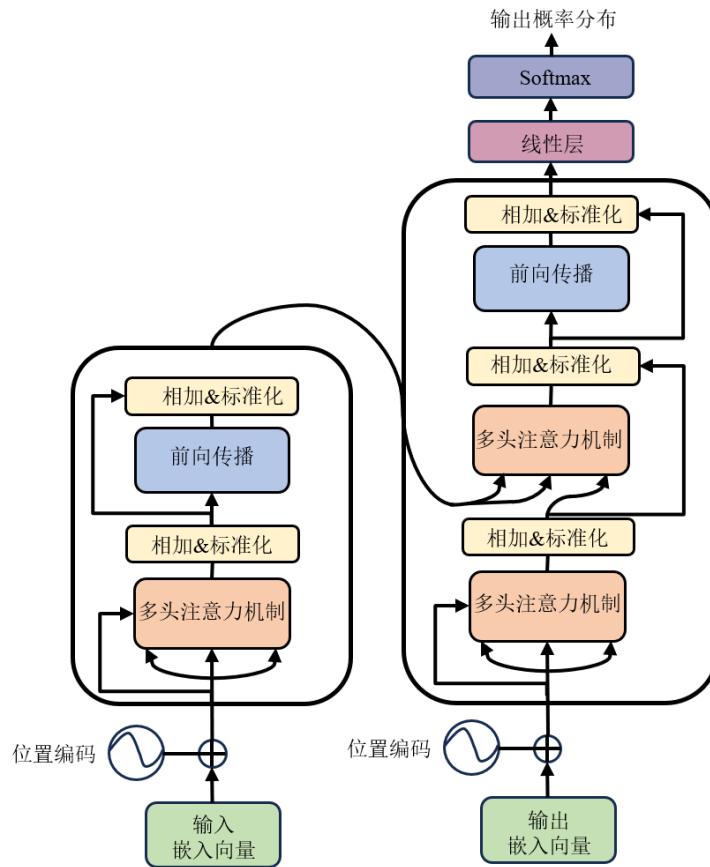 输出概率分布
Softmax
线性层
相加&标准化
前向传播
相加&标准化
多头注意力机制
相加&标准化
多头注意力机制
位置编码
输出
嵌入向量
相加&标准化
前向传播
相加&标准化
多头注意力机制
位置编码
输入
嵌入向量